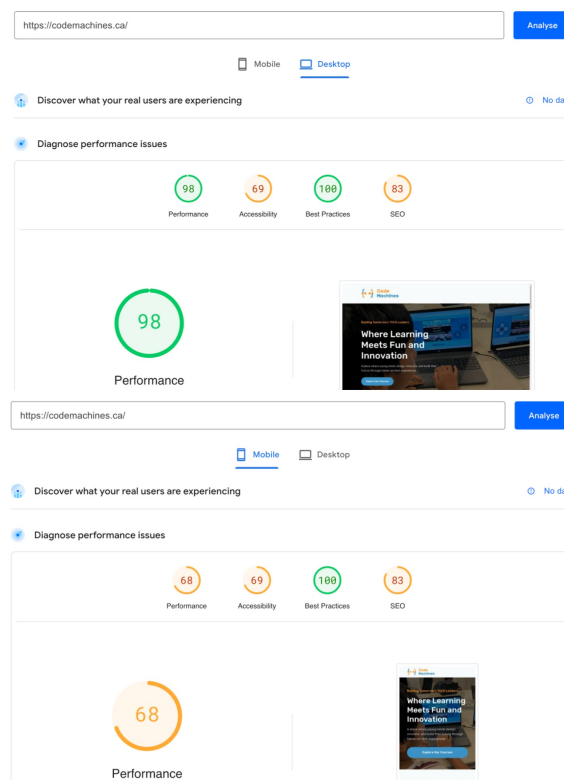 https://codemachines.ca/
Analyse
Mobile
Desktop
Discover what your real users are experiencing
No da
Diagnose performance issues
98
69
100
83
Performance
Accessibility
Best Practices
SEO
98
Code
Machines
Where Learning
Meets Fun and
Innovation
Performance
https://codemachines.ca/
Analyse
Mobile
Desktop
Discover what your real users are experiencing
No da
Diagnose performance issues
68
69
100
83
Performance
Accessibility
Best Practices
SEO
68
Code
Machines
Where Learning
Meets Fun and
Innovation
Explore Our Courses
Performance